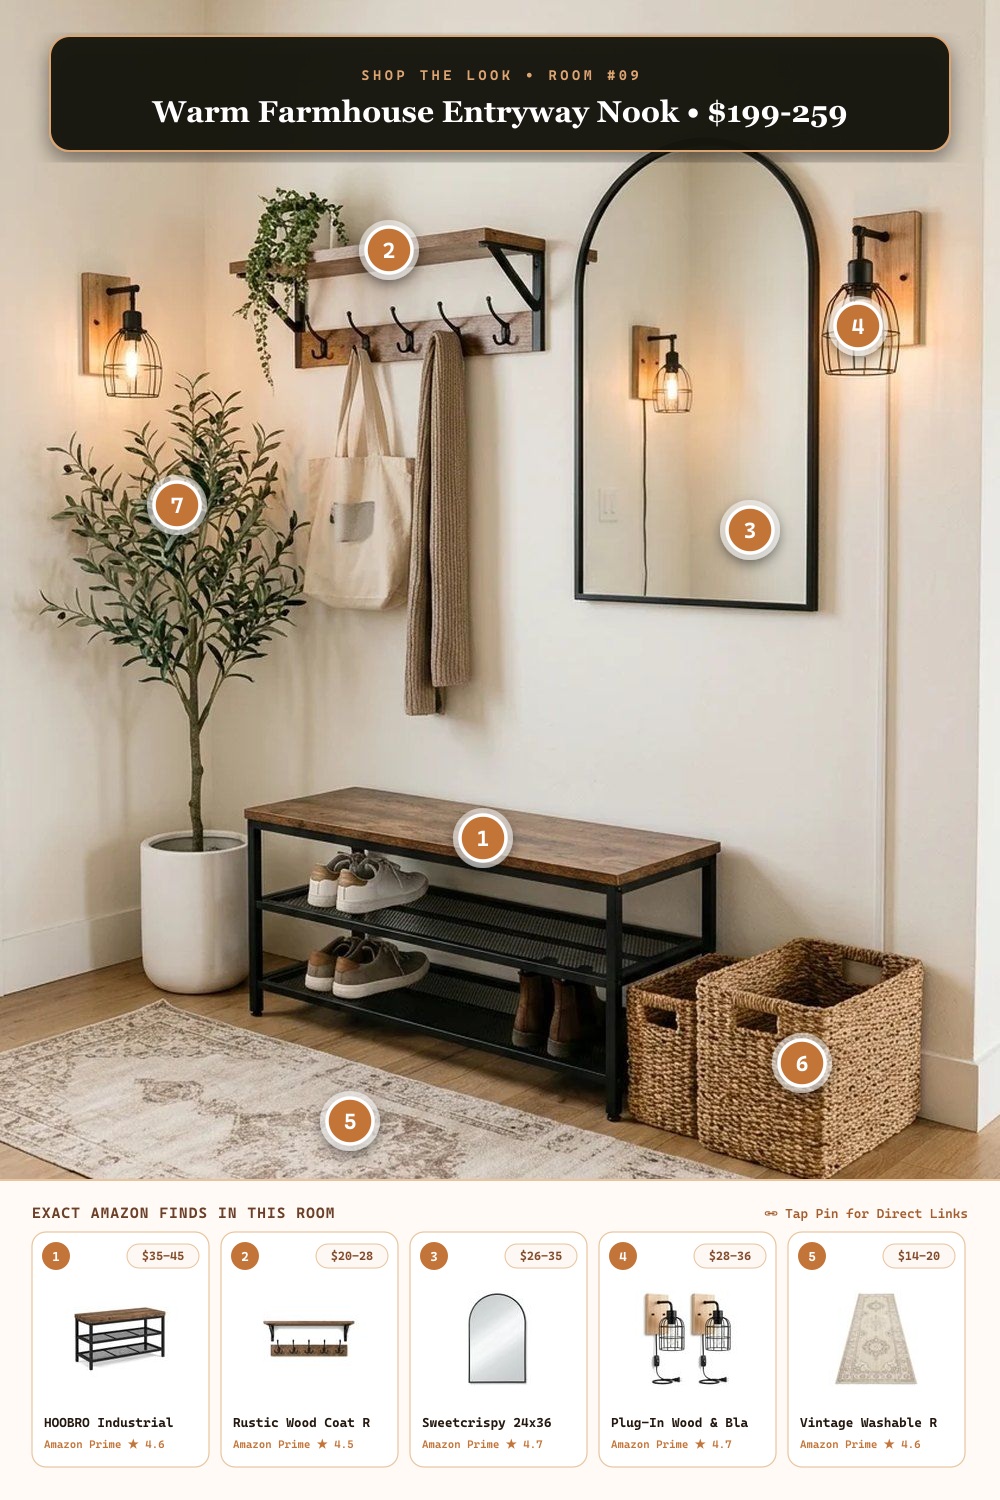 SHOP THE LOOK • ROOM #09
Warm Farmhouse Entryway Nook • $199-259
2
4
7
3
1
6
5
EXACT AMAZON FINDS IN THIS ROOM
Tap Pin for Direct Links
1 $35-45
HOOBRO Industrial
Amazon Prime ★ 4.6
2 $20-28
Rustic Wood Coat R
Amazon Prime ★ 4.5
3 $26-35
Sweetcrispy 24x36
Amazon Prime ★ 4.7
4 $28-36
Plug-In Wood & Bla
Amazon Prime ★ 4.7
5 $14-20
Vintage Washable R
Amazon Prime ★ 4.6